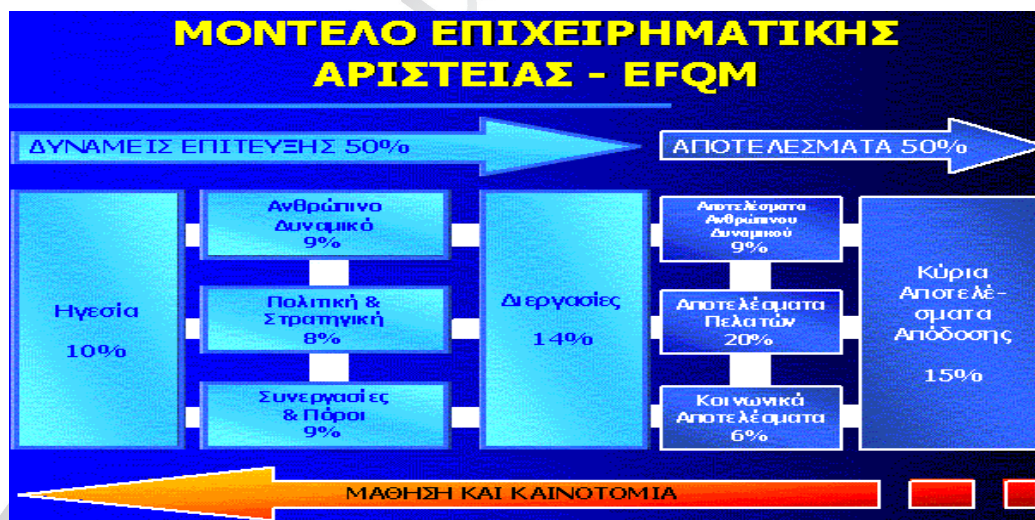 ΜΟΝΤΕΛΟ ΕΠΙΧΕΙΡΗΜΑΤΙΚΗΣ
ΑΡΙΣΤΕΙΑΣ - EFQM
ΔΥΝΑΜΕΙΣ ΕΠΙΤΕΥΞΗΣ 50%
ΑΠΟΤΕΛΕΣΜΑΤΑ 50%
Ηγεσία
10%
Ανθρώπινο
Δυναμικό
9%
Πολιτική &
Στρατηγική
8%
Συνεργασίες
& Πόροι
9%
Διεργασίες
14%
Αποτελέσματα
Ανθρώπινου
Δυναμικού
9%
Αποτελέσματα
Πελατών
20%
Κοινωνικά
Αποτελέσματα
6%
Κύρια
Αποτελέ-
σματα
Απόδοσης
15%
ΜΑΘΗΣΗ ΚΑΙ ΚΑΙΝΟΤΟΜΙΑ